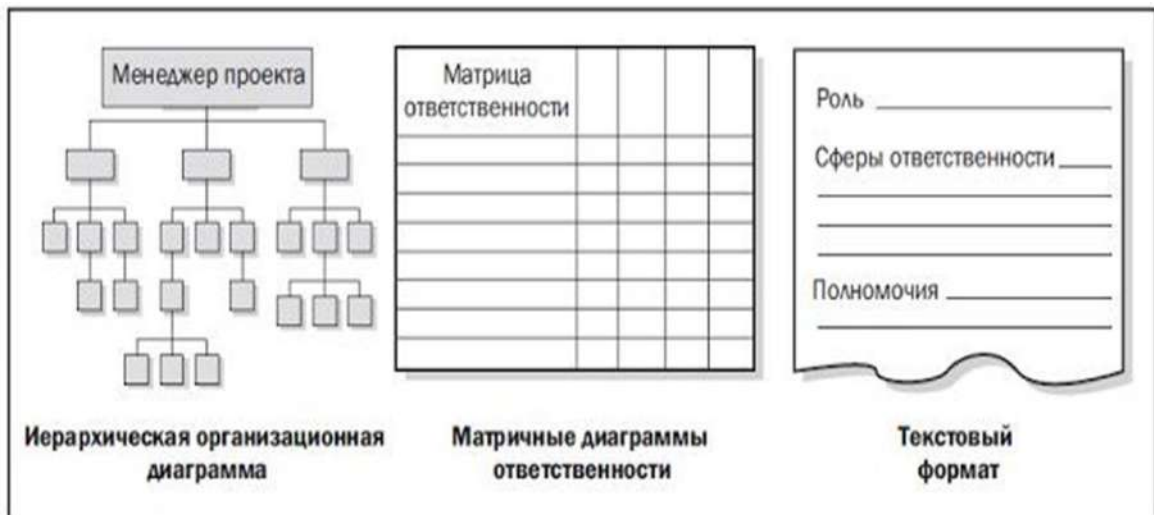 Менеджер проекта
Матрица
ответственности
Роль
Сферы ответственности
Полномочия
Иерархическая организационная
диаграмма
Матричные диаграммы
ответственности
Текстовый
формат